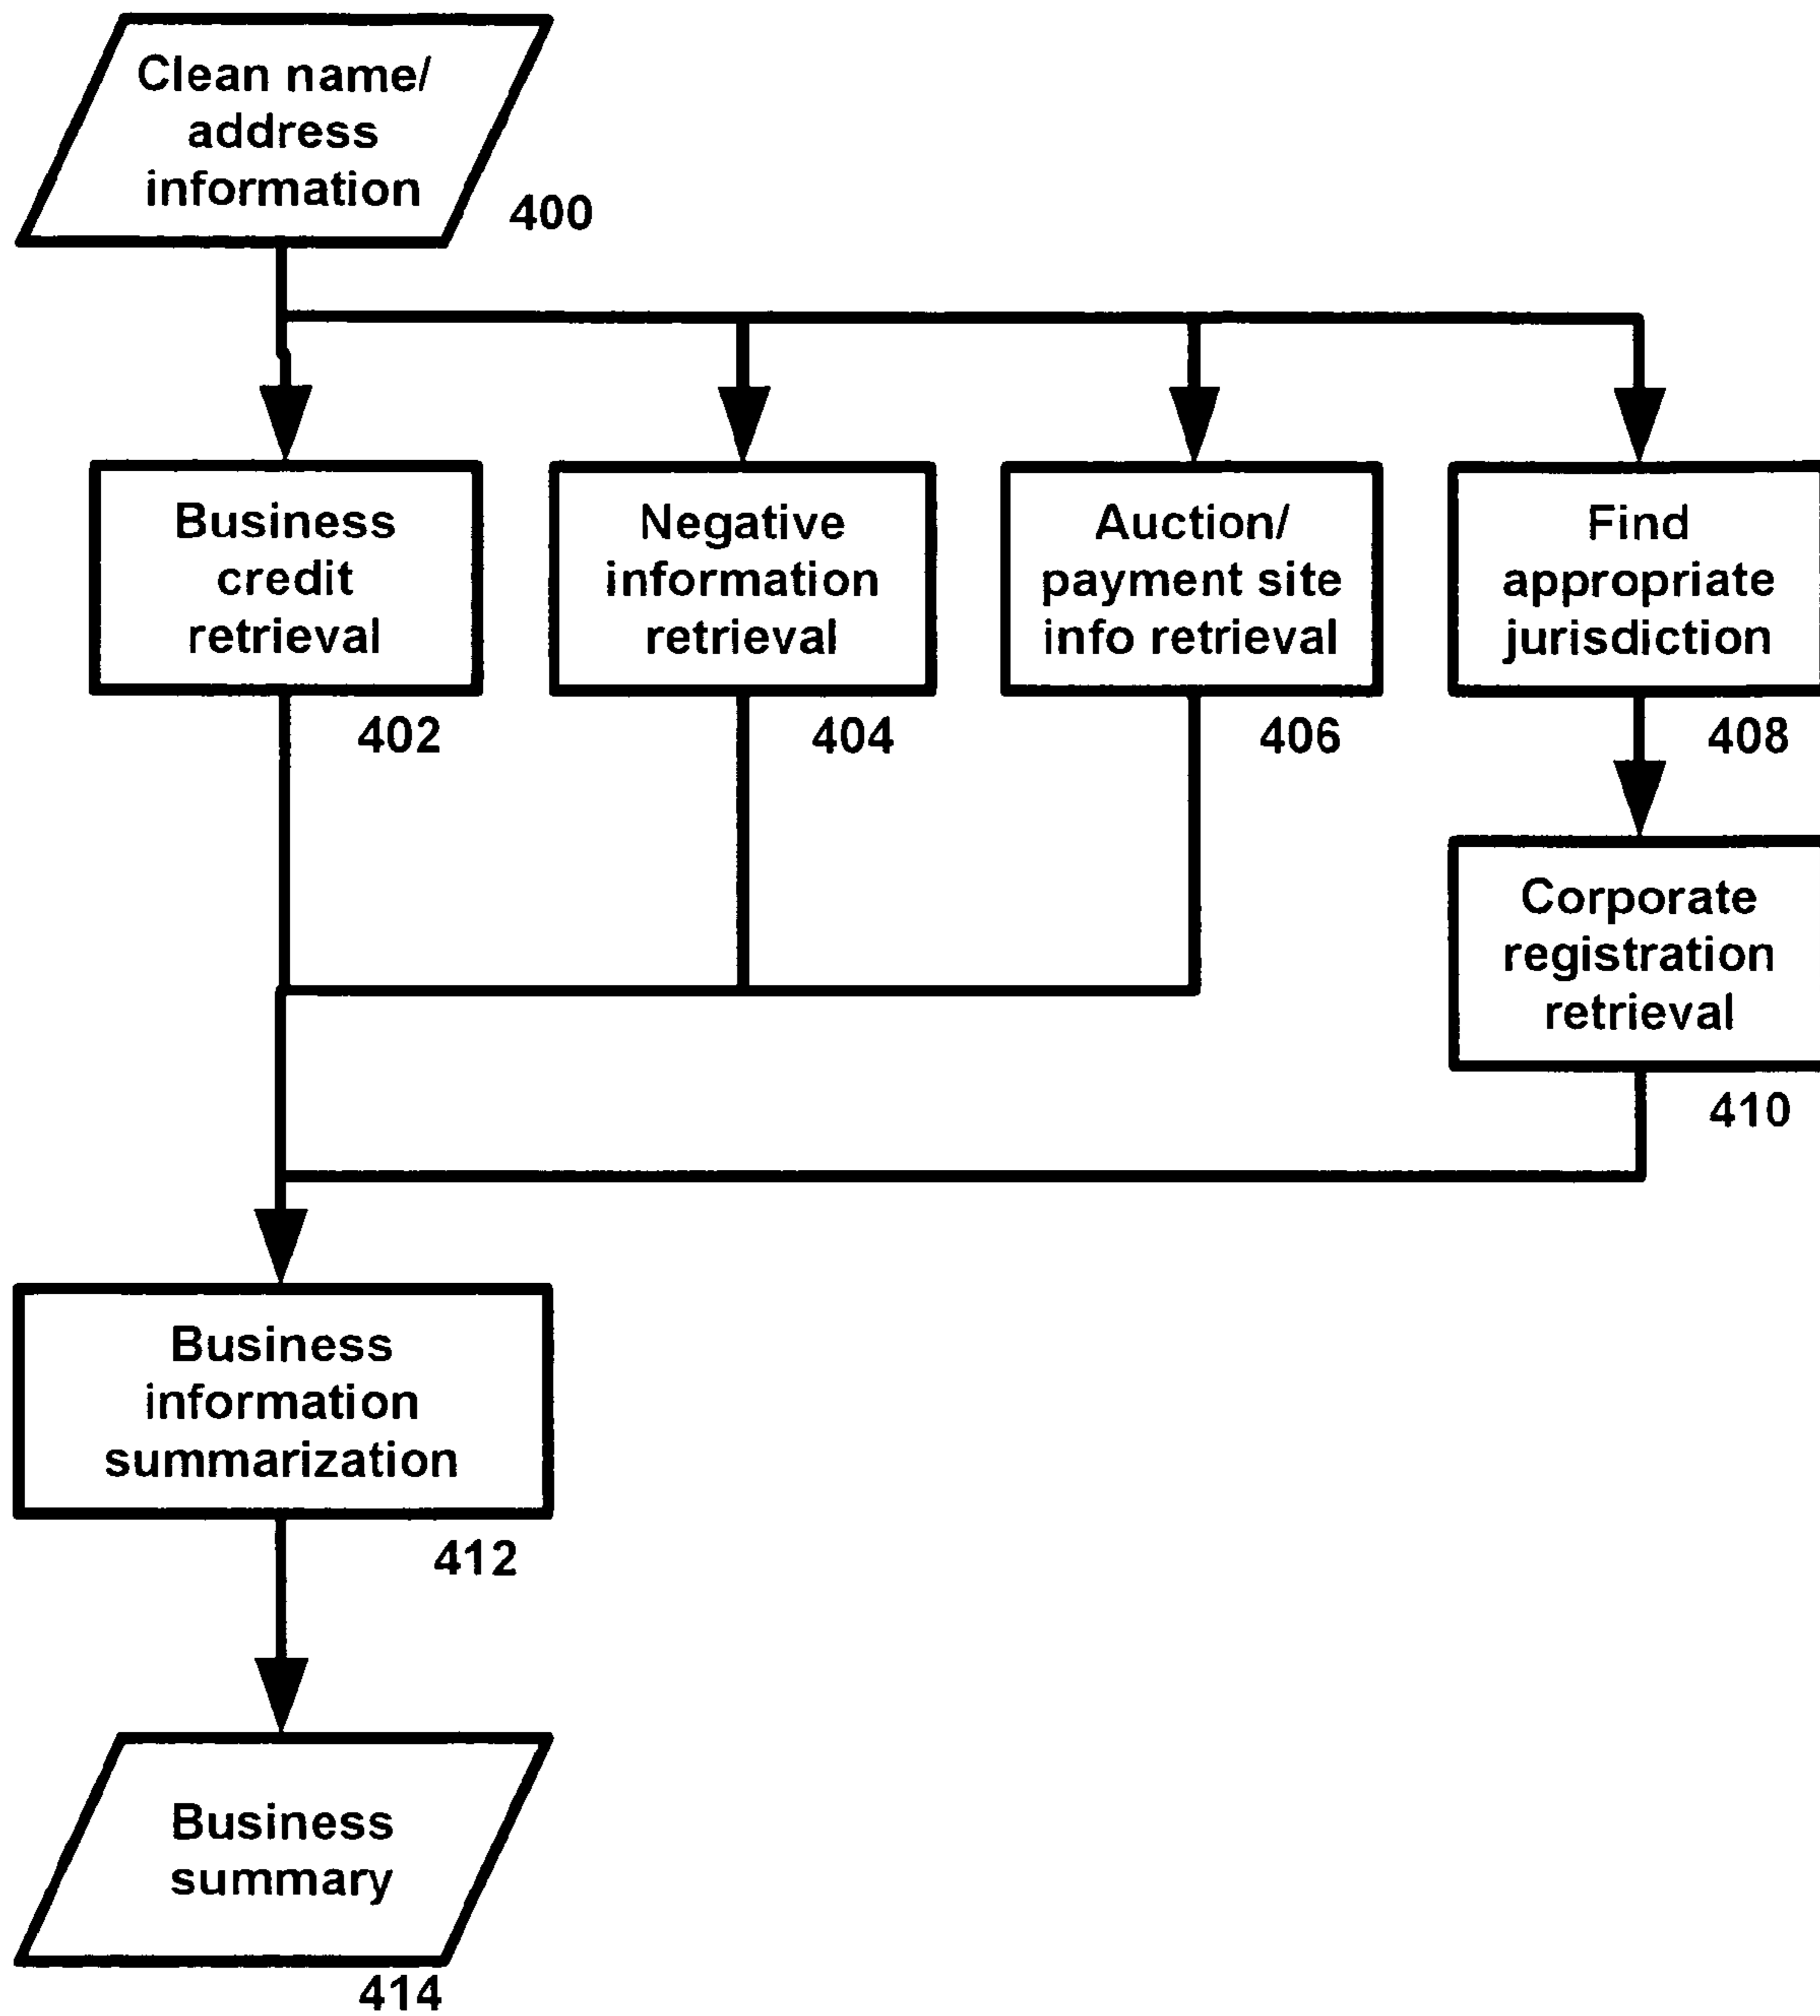 Clean name/
address
information
400
Business
credit
retrieval
402
Negative
information
retrieval
404
Auction/
payment site
info retrieval
406
Find
appropriate
jurisdiction
408
Corporate
registration
retrieval
410
Business
information
summarization
412
Business
summary
414